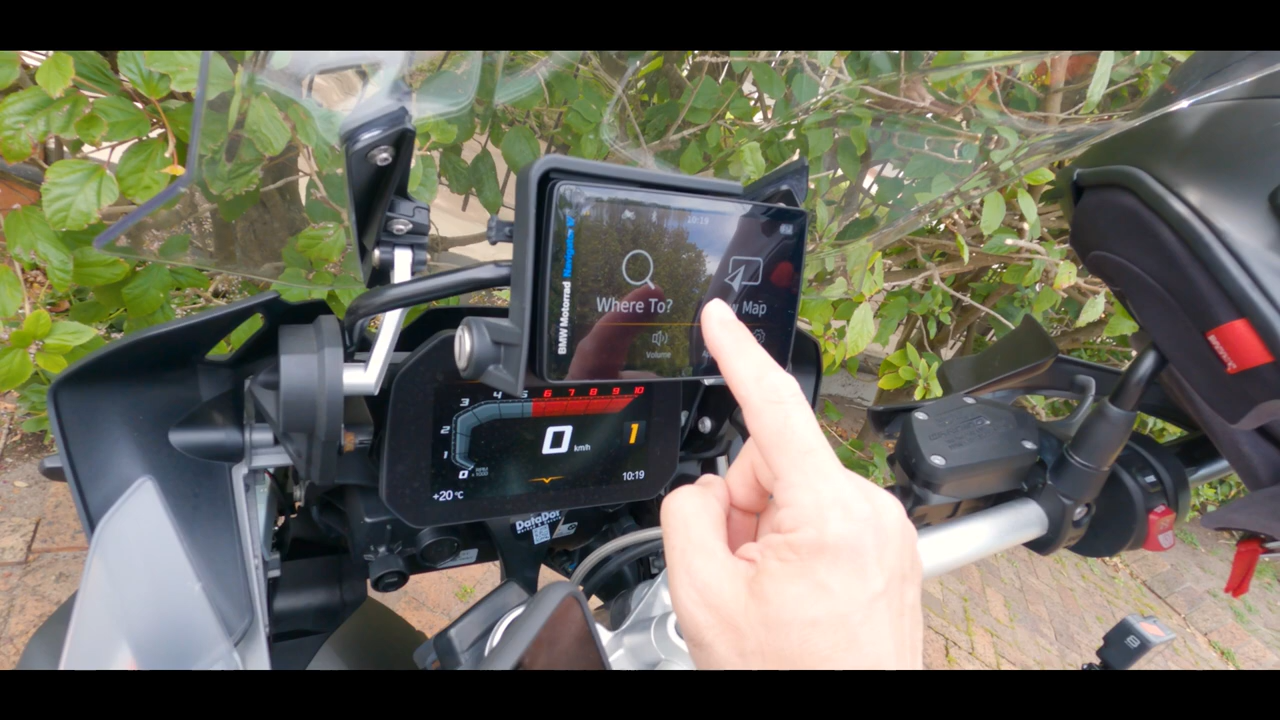 10:19
BMW Motorrad
Where To?
Map
Volume
3 4 5 6 7 8 9 10
2
1
0
0 km/h
1
+20 °C
10:19
DataDot